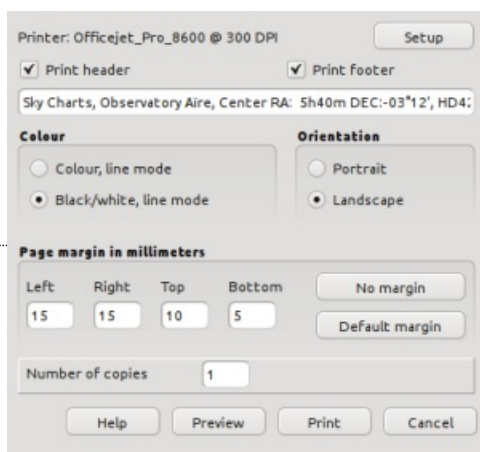 Printer: Officejet_Pro_8600 @ 300 DPI Setup
Print header Print footer
Sky Charts, Observatory Aire, Center RA: 5h40m DEC:-03°12', HD42
Colour Orientation
Colour, line mode Portrait
Black/white, line mode Landscape
Page margin in millimeters
Left Right Top Bottom No margin
15 15 10 5 Default margin
Number of copies 1
Help Preview Print Cancel